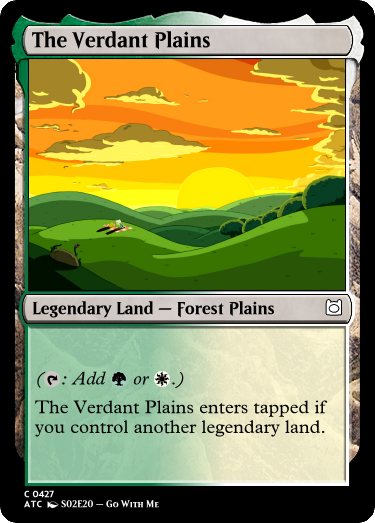 The Verdant Plains
Legendary Land — Forest Plains
(: Add or .)
The Verdant Plains enters tapped if
you control another legendary land.
C 0427
ATC S02E20 – Go With Me